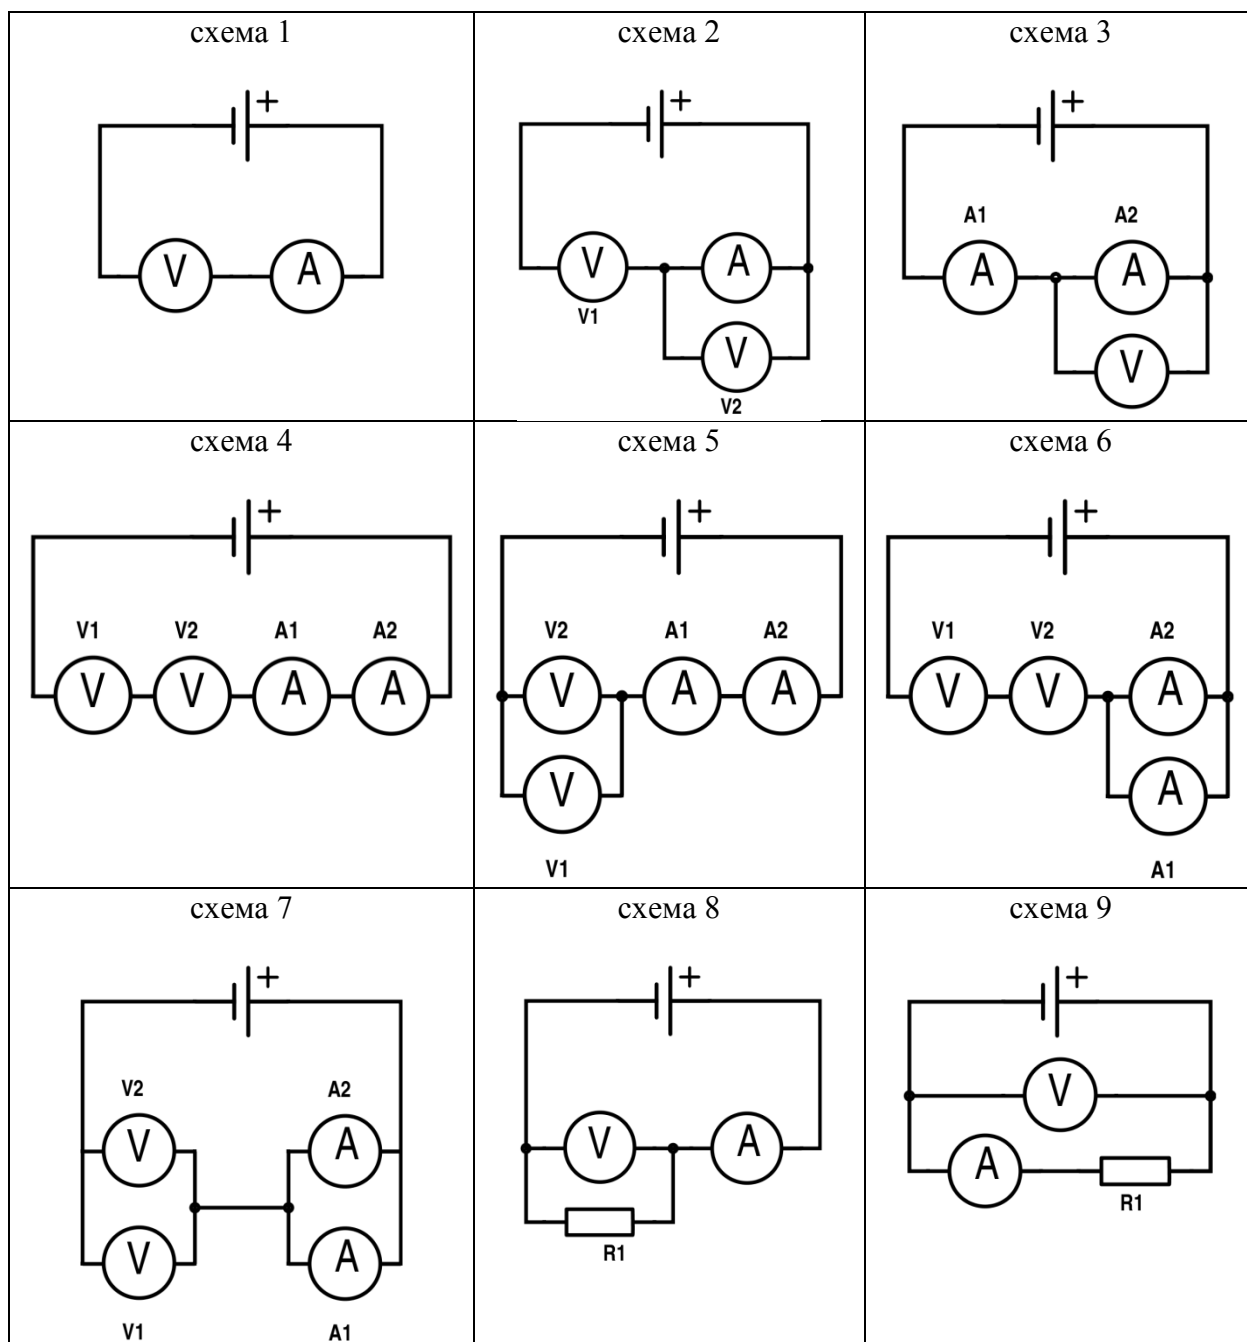 схема 1
+
V
A
схема 2
+
V
A
V1
V
V2
схема 3
+
A1
A2
A
A
V
схема 4
+
V1
V2
A1
A2
V
V
A
A
схема 5
+
V2
A1
A2
V
A
A
V
V1
схема 6
+
V1
V2
A2
V
V
A
A
A1
схема 7
+
V2
A2
V
A
V
A
V1
A1
схема 8
+
V
A
R1
схема 9
+
V
A
R1